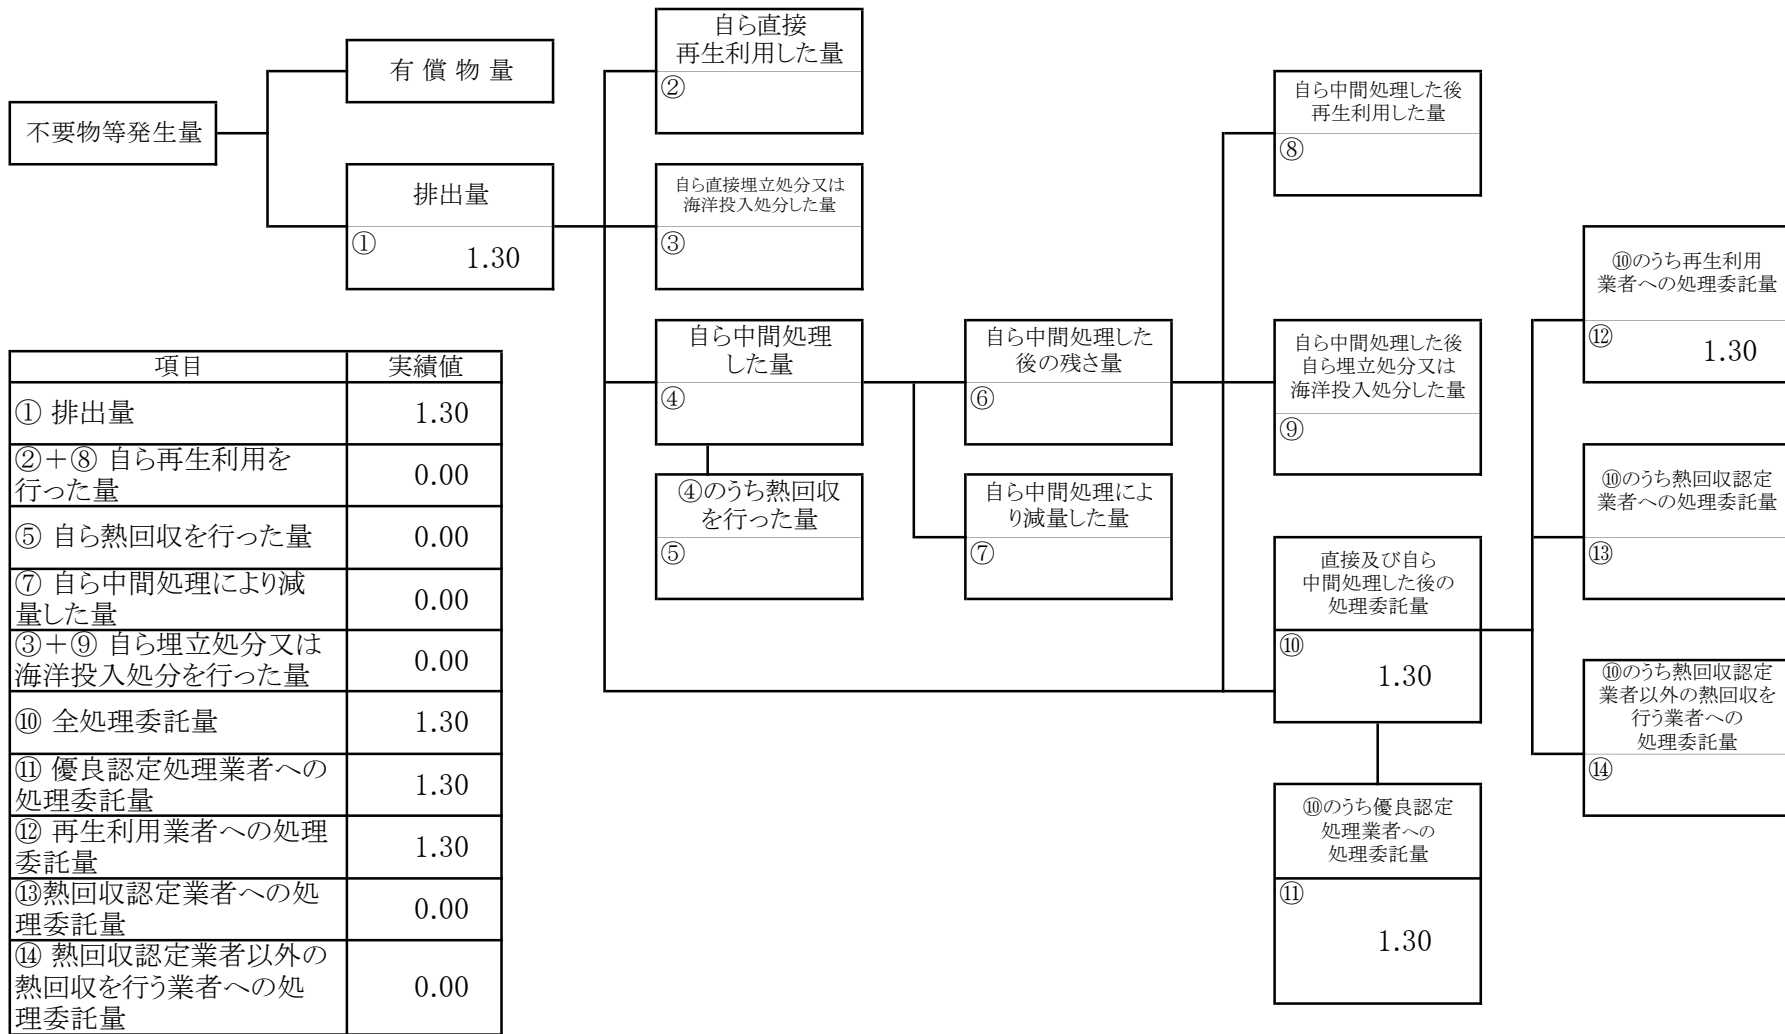 不要物等発生量
有 償 物 量
排出量
① 1.30
自ら直接
再生利用した量
②
自ら直接埋立処分又は
海洋投入処分した量
③
自ら中間処理
した量
④
④のうち熱回収
を行った量
⑤
自ら中間処理した
後の残さ量
⑥
自ら中間処理によ
り減量した量
⑦
自ら中間処理した後
再生利用した量
⑧
自ら中間処理した後
自ら埋立処分又は
海洋投入処分した量
⑨
直接及び自ら
中間処理した後の
処理委託量
⑩
1.30
⑩のうち優良認定
処理業者への
処理委託量
⑪
1.30
⑩のうち再生利用
業者への処理委託量
⑫ 1.30
⑩のうち熱回収認定
業者への処理委託量
⑬
⑩のうち熱回収認定
業者以外の熱回収を
行う業者への
処理委託量
⑭
項目 実績値
① 排出量 1.30
②+⑧ 自ら再生利用を
行った量 0.00
⑤ 自ら熱回収を行った量 0.00
⑦ 自ら中間処理により減
量した量 0.00
③+⑨ 自ら埋立処分又は
海洋投入処分を行った量 0.00
⑩ 全処理委託量 1.30
⑪ 優良認定処理業者への
処理委託量 1.30
⑫ 再生利用業者への処理
委託量 1.30
⑬熱回収認定業者への処
理委託量 0.00
⑭ 熱回収認定業者以外の
熱回収を行う業者への処 0.00
理委託量